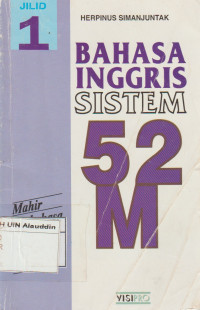 JILID
1
HERPINUS SIMANJUNTAK
BAHASA
INGGRIS
SISTEM
52
M
Mahir
UIN Alauddin
VISIPRO